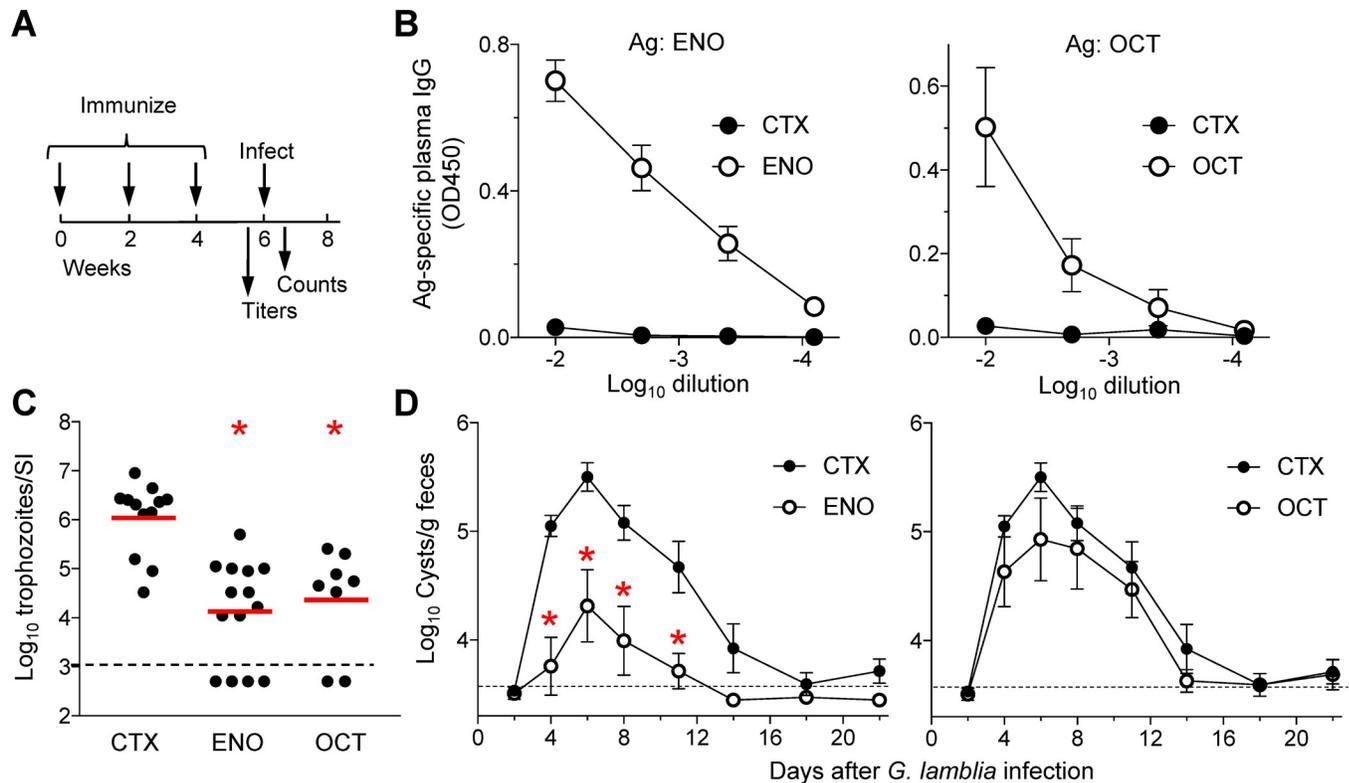 A
Immunize
Infect
0 2 4 6 8
Weeks
Counts
Titers
B
Ag: ENO
Ag-specific plasma IgG
(OD450)
0.8
0.4
0.0
CTX
ENO
-2 -3 -4
Log10 dilution
Ag: OCT
0.6
0.4
0.2
0.0
CTX
OCT
-2 -3 -4
Log10 dilution
C
Log10 trophozoites/SI
8
7
6
5
4
3
2
* *
CTX ENO OCT
D
Log10 Cysts/g feces
6
5
4
CTX
ENO
* * * *
0 4 8 12 16 20
6
5
4
CTX
OCT
0 4 8 12 16 20
Days after G. lamblia infection